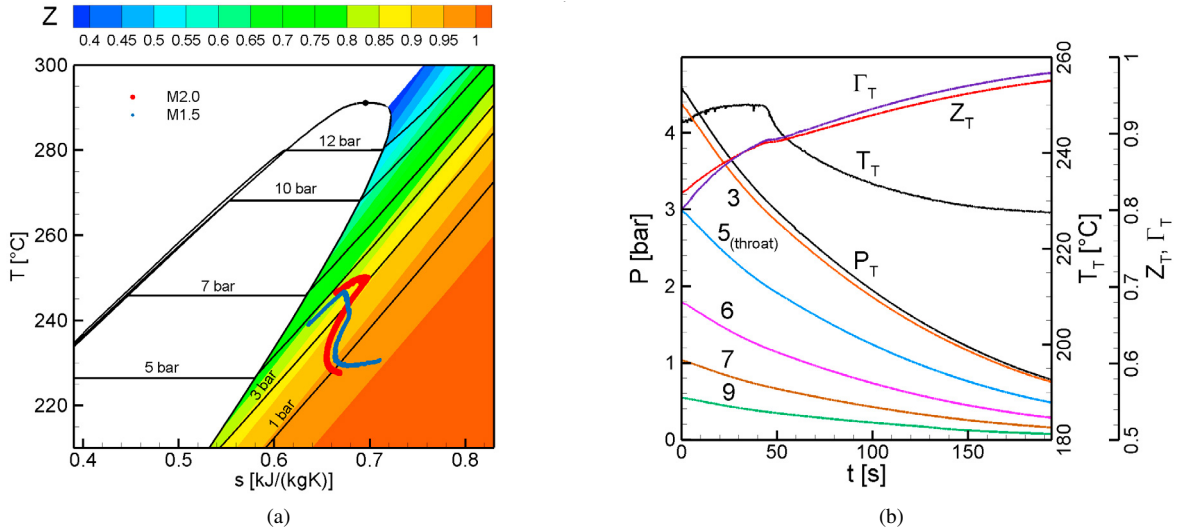 Z
0.4 0.45 0.5 0.55 0.6 0.65 0.7 0.75 0.8 0.85 0.9 0.95 1
300
280
260
240
220
T [°C]
M2.0
M1.5
12 bar
10 bar
7 bar
5 bar
3 bar
1 bar
0.4 0.5 0.6 0.7 0.8
s [kJ/(kgK)]
(a)
P [bar]
4
3
2
1
0
Γ_T
Z_T
T_T
3
5(throat)
P_T
6
7
9
0 50 100 150
t [s]
260
240
220
200
180
T_T [°C]
1
0.9
0.8
0.7
0.6
0.5
Z_T, Γ_T
(b)